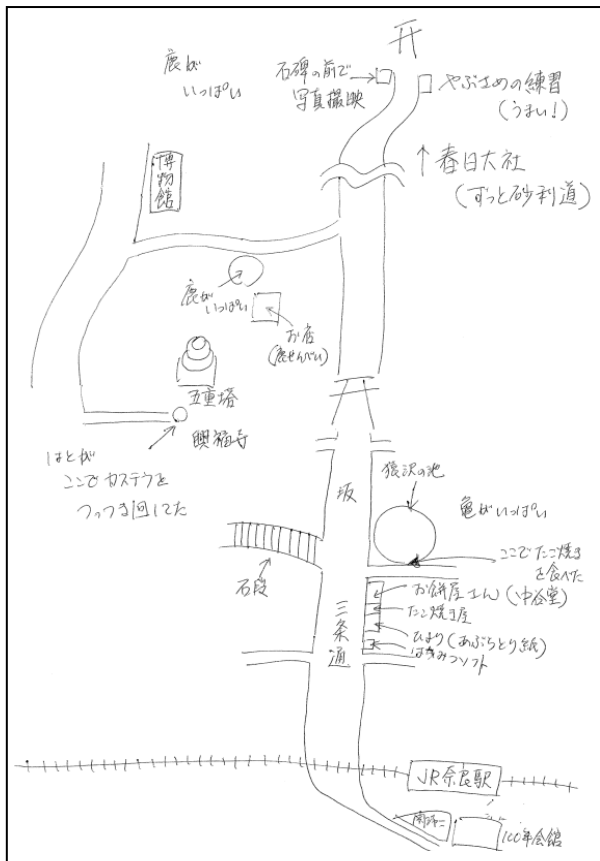 鹿が
いっぱい
石碑の前で
写真撮映
やぶさめの練習
(うまい!)
↑春日大社
(ずっと砂利道)
博物館
鹿が
いっぱい
お店
(鹿せんべい)
五重塔
興福寺
はとが
ここでカステラを
つっつき回してた
坂
猿沢の池
亀がいっぱい
ここでたこ焼き
を食べた
石段
お餅屋さん(中谷堂)
たこ焼き屋
ひより(あぶらとり紙)
はちみつソフト
三条通
JR奈良駅
100年会館